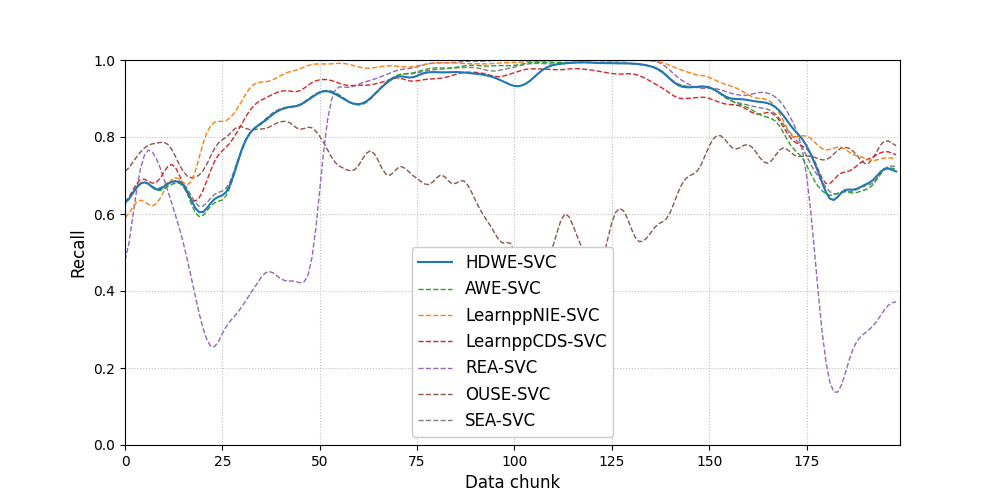 1.0
0.8
0.6
0.4
0.2
0.0
Recall
0 25 50 75 100 125 150 175
Data chunk
HDWE-SVC
AWE-SVC
LearnppNIE-SVC
LearnppCDS-SVC
REA-SVC
OUSE-SVC
SEA-SVC